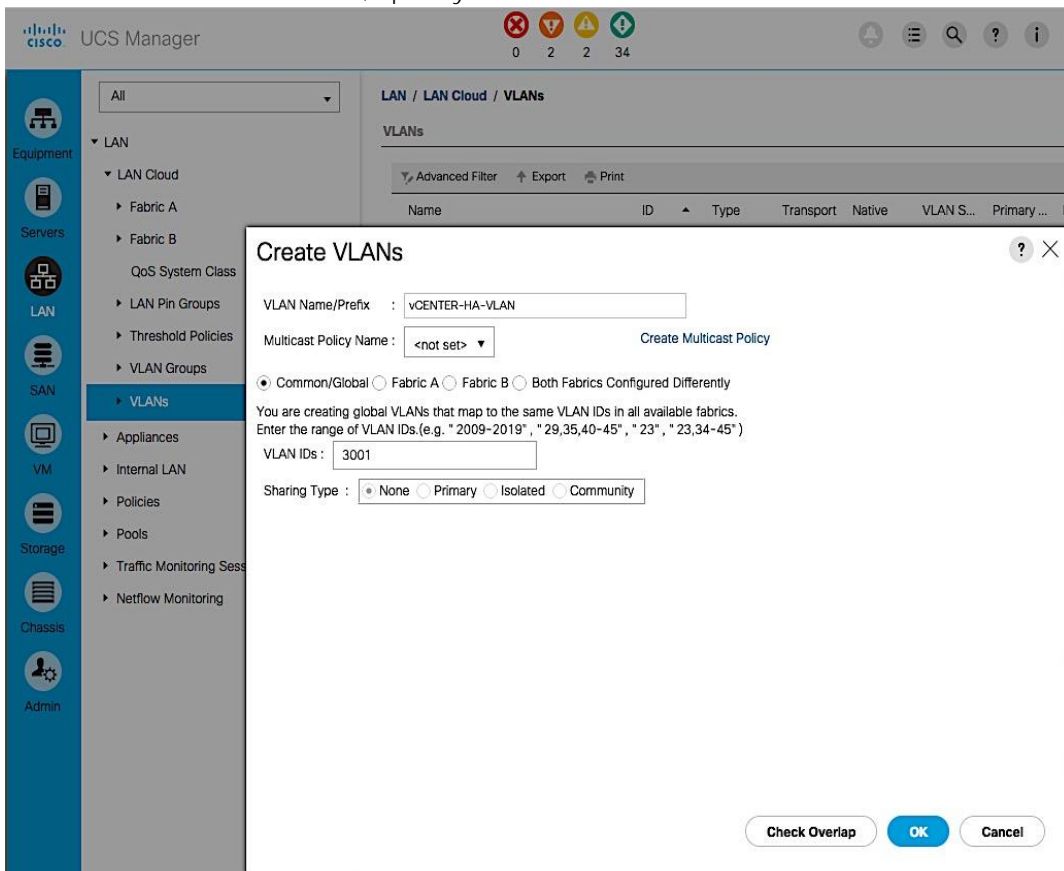 cisco UCS Manager
0 2 2 34
? i
All
LAN / LAN Cloud / VLANs
VLANs
Equipment
LAN
LAN Cloud
Advanced Filter Export Print
Fabric A
Name ID Type Transport Native VLAN S... Primary ...
Servers
Fabric B
Create VLANs ?
QoS System Class
VLAN Name/Prefix : vCENTER-HA-VLAN
LAN
LAN Pin Groups
Threshold Policies
Multicast Policy Name : <not set> Create Multicast Policy
VLAN Groups
SAN
Common/Global Fabric A Fabric B Both Fabrics Configured Differently
VLANs
You are creating global VLANs that map to the same VLAN IDs in all available fabrics.
Enter the range of VLAN IDs.(e.g. " 2009-2019" , " 29,35,40-45" , " 23" , " 23,34-45" )
Appliances
VLAN IDs : 3001
VM
Internal LAN
Sharing Type : None Primary Isolated Community
Policies
Pools
Storage
Traffic Monitoring Sess
Netflow Monitoring
Chassis
Admin
Check Overlap OK Cancel